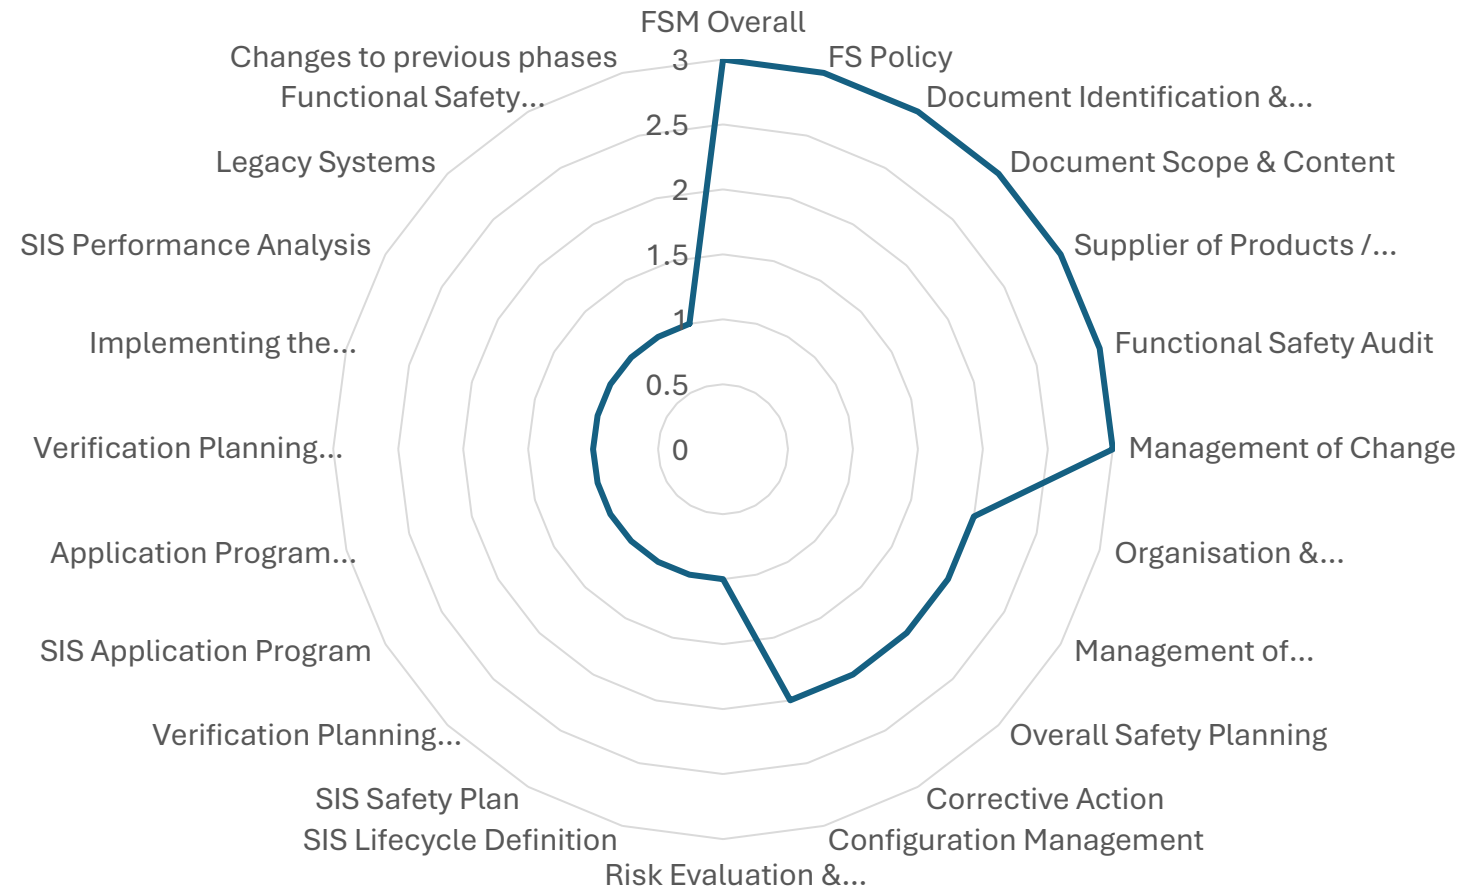 FSM Overall
FS Policy
Document Identification &...
Document Scope & Content
Supplier of Products /...
Functional Safety Audit
Management of Change
Organisation &...
Management of...
Overall Safety Planning
Corrective Action
Configuration Management
Risk Evaluation &...
SIS Lifecycle Definition
SIS Safety Plan
Verification Planning...
SIS Application Program
Application Program...
Verification Planning...
Implementing the...
SIS Performance Analysis
Legacy Systems
Functional Safety...
Changes to previous phases
3
2.5
2
1.5
1
0.5
0